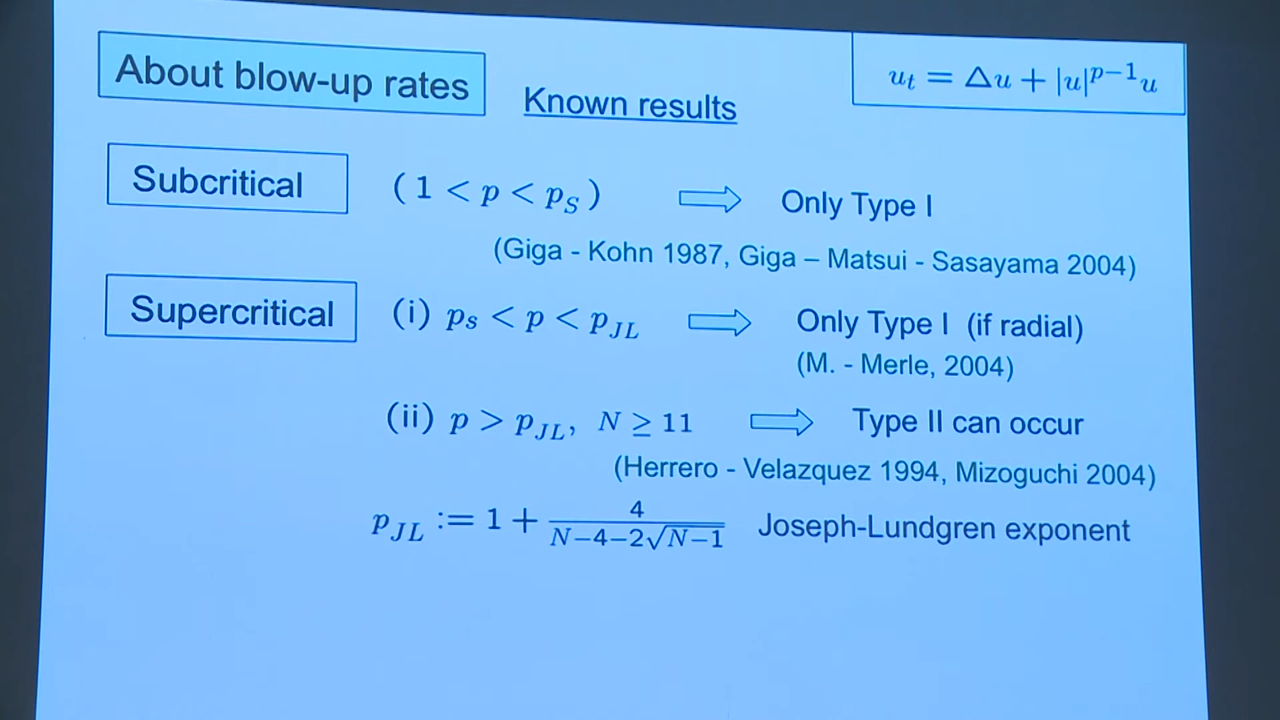 About blow-up rates
Known results
u_t = Δu + |u|^{p−1}u
Subcritical ( 1 < p < p_S ) ⇨ Only Type I
(Giga - Kohn 1987, Giga – Matsui - Sasayama 2004)
Supercritical (i) p_s < p < p_{JL} ⇨ Only Type I (if radial)
(M. - Merle, 2004)
(ii) p > p_{JL}, N ≥ 11 ⇨ Type II can occur
(Herrero - Velazquez 1994, Mizoguchi 2004)
p_{JL} := 1 + \frac{4}{N−4−2√{N−1}} Joseph-Lundgren exponent